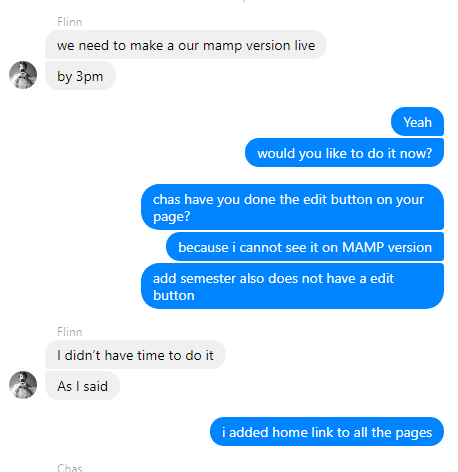 Flinn
we need to make a our mamp version live
by 3pm
Yeah
would you like to do it now?
chas have you done the edit button on your
page?
because i cannot see it on MAMP version
add semester also does not have a edit
button
Flinn
I didn’t have time to do it
As I said
i added home link to all the pages
Chas